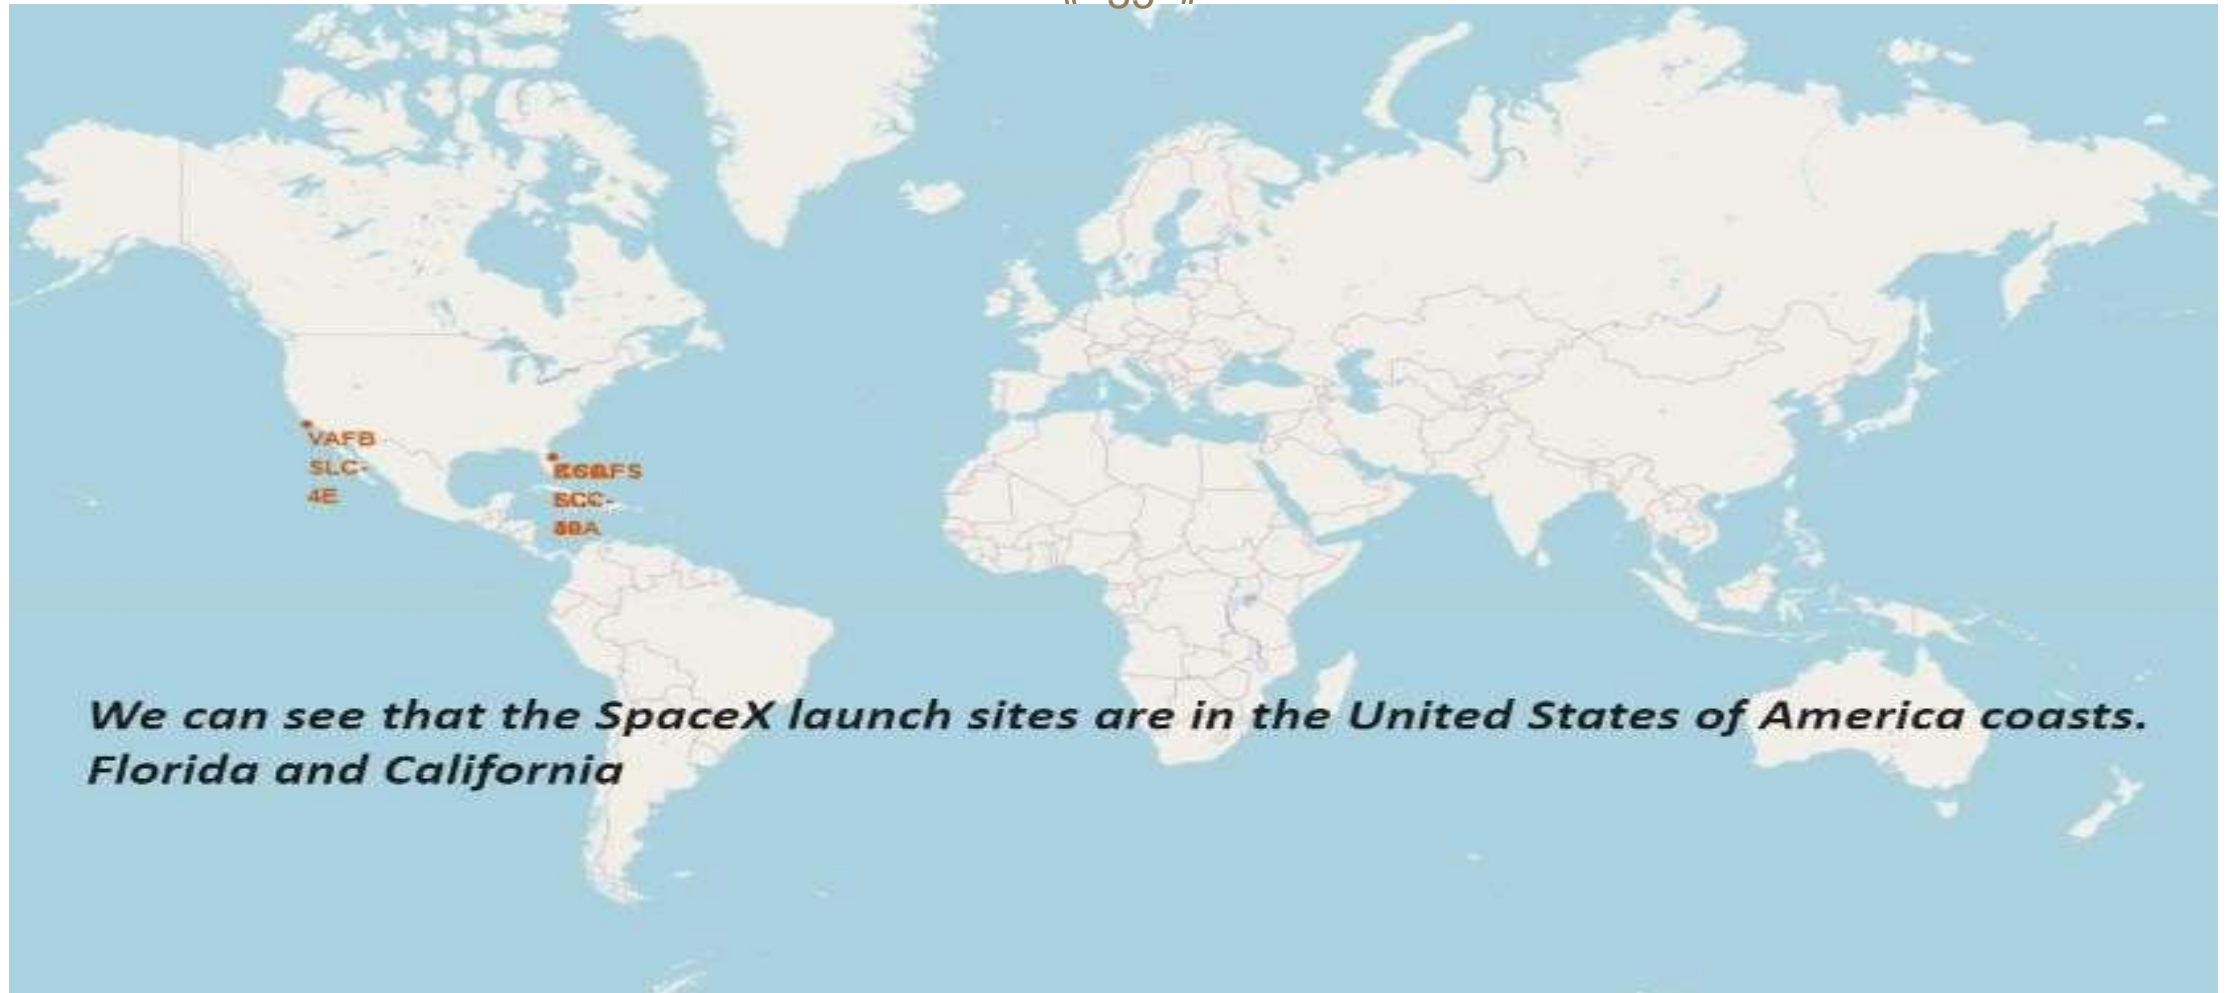 VAFB
SLC-
4E
We can see that the SpaceX launch sites are in the United States of America coasts.
Florida and California